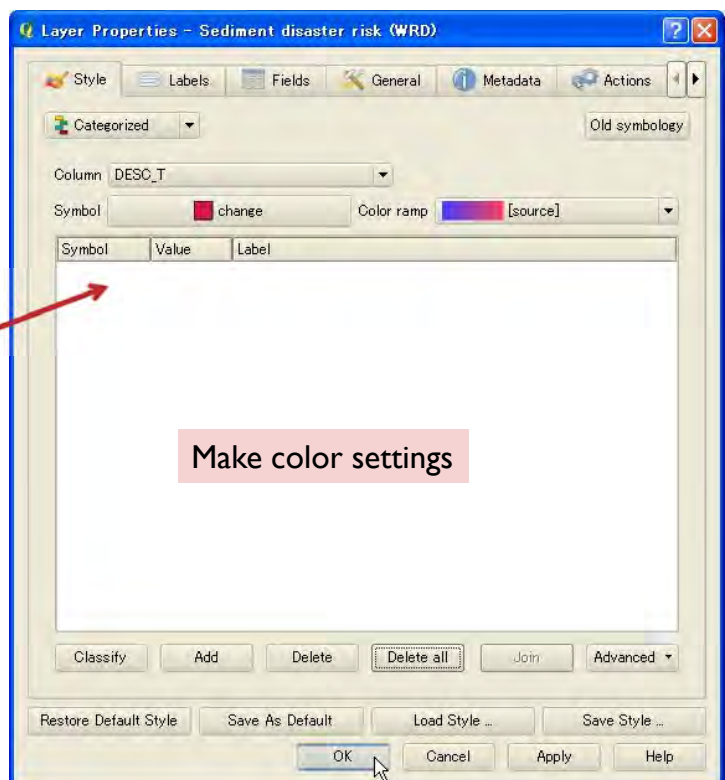 Layer Properties - Sediment disaster risk (WRD)
Style Labels Fields General Metadata Actions
Categorized Old symbology
Column DESC_T
Symbol change Color ramp [source]
Symbol Value Label
Make color settings
Classify Add Delete Delete all Join Advanced
Restore Default Style Save As Default Load Style ... Save Style ...
OK Cancel Apply Help